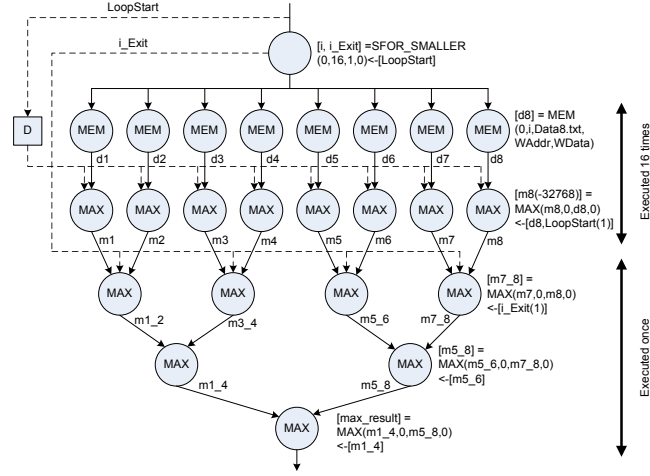 LoopStart
i_Exit
[i, i_Exit] =SFOR_SMALLER
(0,16,1,0)<-[LoopStart]
D
MEM MEM MEM MEM MEM MEM MEM MEM
[d8] = MEM
(0,i,Data8.txt,
WAddr,WData)
d1 d2 d3 d4 d5 d6 d7 d8
MAX MAX MAX MAX MAX MAX MAX MAX
[m8(-32768)] =
MAX(m8,0,d8,0)
<-[d8,LoopStart(1)]
Executed 16 times
m1 m2 m3 m4 m5 m6 m7 m8
MAX MAX MAX MAX
[m7_8] =
MAX(m7,0,m8,0)
<-[i_Exit(1)]
m1_2 m3_4 m5_6 m7_8
MAX MAX
[m5_8] =
MAX(m5_6,0,m7_8,0)
<-[m5_6]
Executed once
m1_4 m5_8
MAX
[max_result] =
MAX(m1_4,0,m5_8,0)
<-[m1_4]